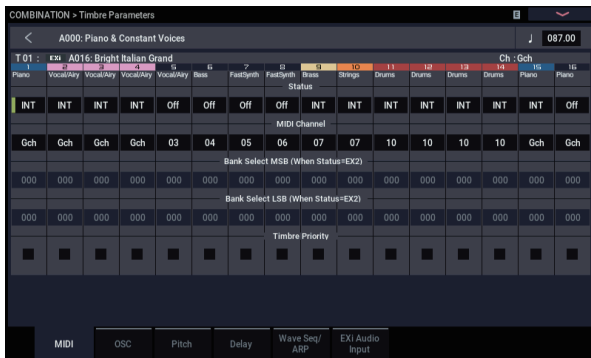 COMBINATION > Timbre Parameters E
A000: Piano & Constant Voices ♩ 087.00
T 01 : EXi A016: Bright Italian Grand Ch : Gch
1 2 3 4 5 6 7 8 9 10 11 12 13 14 15 16
Piano Vocal/Airy Vocal/Airy Vocal/Airy Vocal/Airy Bass FastSynth FastSynth Brass Strings Drums Drums Drums Drums Piano Piano
Status
INT INT INT INT Off Off Off Off INT INT INT INT INT INT INT Off
MIDI Channel
Gch Gch Gch Gch 03 04 05 06 07 07 10 10 10 10 Gch Gch
Bank Select MSB (When Status=EX2)
000 000 000 000 000 000 000 000 000 000 000 000 000 000 000 000
Bank Select LSB (When Status=EX2)
000 000 000 000 000 000 000 000 000 000 000 000 000 000 000 000
Timbre Priority
MIDI OSC Pitch Delay Wave Seq/ EXi Audio
ARP Input